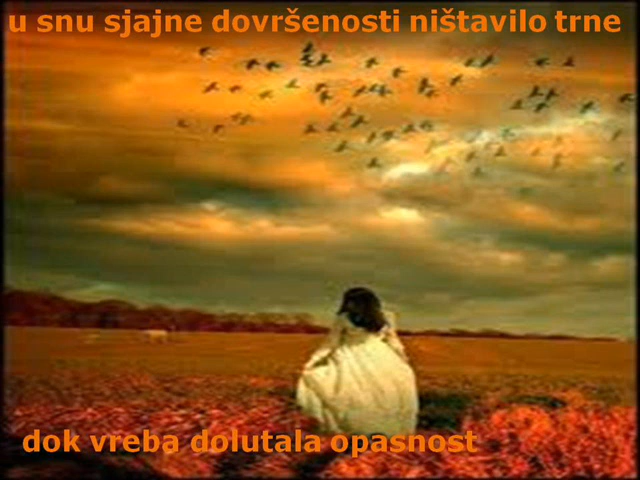 u snu sjajne dovršenosti ništavilo trne
dok vreba dolutala opasnost